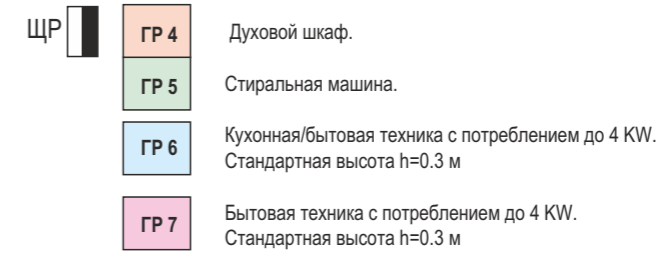 ЩР
ГР 4 Духовой шкаф.
ГР 5 Стиральная машина.
ГР 6 Кухонная/бытовая техника с потреблением до 4 KW.
Стандартная высота h=0.3 м
ГР 7 Бытовая техника с потреблением до 4 KW.
Стандартная высота h=0.3 м